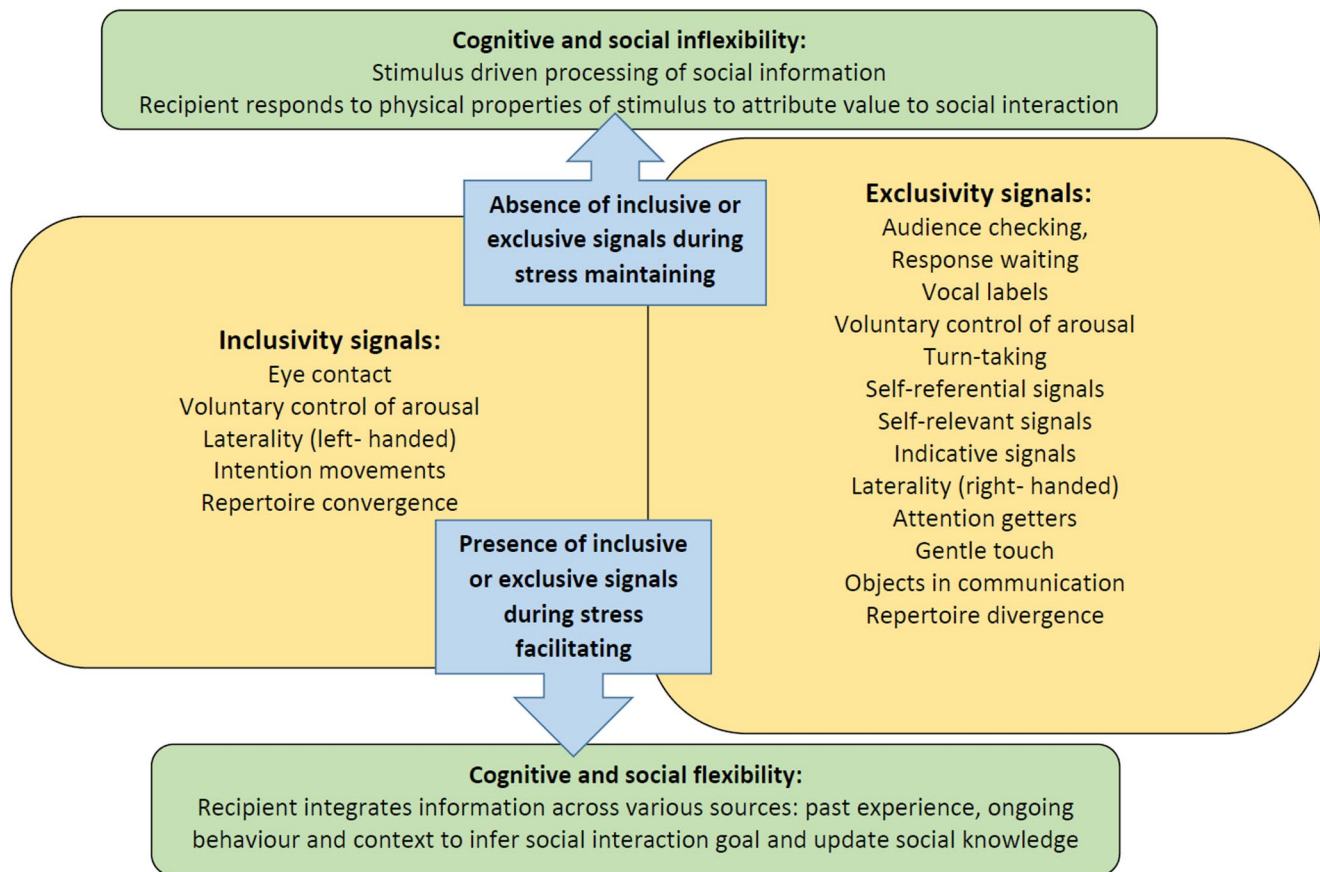 Cognitive and social inflexibility:
Stimulus driven processing of social information
Recipient responds to physical properties of stimulus to attribute value to social interaction
Absence of inclusive or
exclusive signals during
stress maintaining
Inclusivity signals:
Eye contact
Voluntary control of arousal
Laterality (left- handed)
Intention movements
Repertoire convergence
Exclusivity signals:
Audience checking,
Response waiting
Vocal labels
Voluntary control of arousal
Turn-taking
Self-referential signals
Self-relevant signals
Indicative signals
Laterality (right- handed)
Attention getters
Gentle touch
Objects in communication
Repertoire divergence
Presence of inclusive
or exclusive signals
during stress
facilitating
Cognitive and social flexibility:
Recipient integrates information across various sources: past experience, ongoing
behaviour and context to infer social interaction goal and update social knowledge